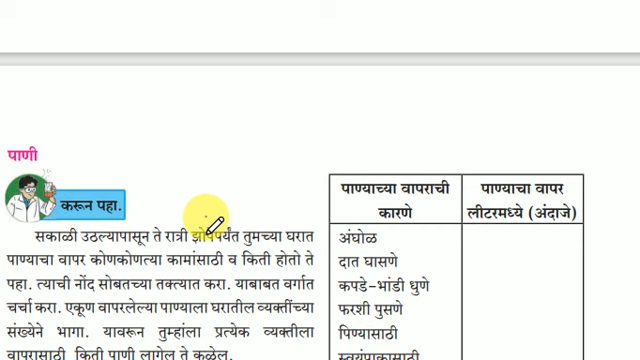 पाणी
करून पहा.
सकाळी उठल्यापासून ते रात्री झोपेपर्यंत तुमच्या घरात
पाण्याचा वापर कोणकोणत्या कामांसाठी व किती होतो ते
पहा. त्याची नोंद सोबतच्या तक्त्यात करा. याबाबत वर्गात
चर्चा करा. एकूण वापरलेल्या पाण्याला घरातील व्यक्तींच्या
संख्येने भागा. यावरून तुम्हांला प्रत्येक व्यक्तीला
वापरासाठी किती पाणी लागेल ते कळेल.
पाण्याच्या वापराची कारणे
पाण्याचा वापर लीटरमध्ये (अंदाजे)
अंघोळ
दात घासणे
कपडे-भांडी धुणे
फरशी पुसणे
पिण्यासाठी
स्वयंपाकासाठी